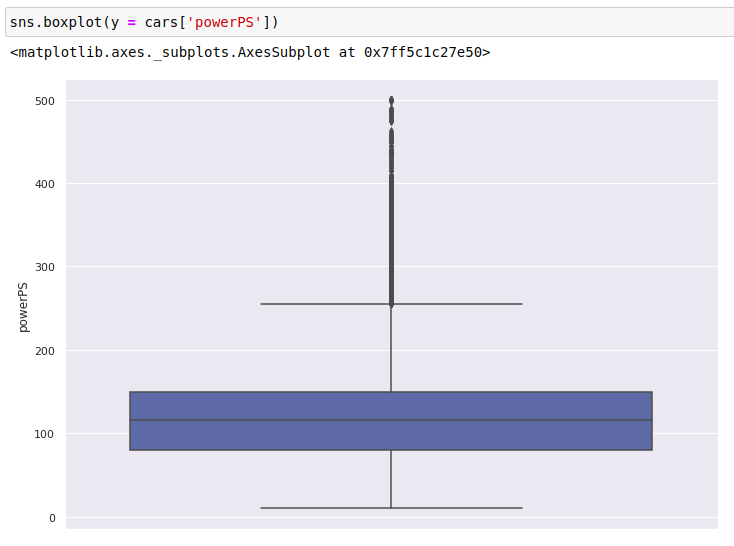 sns.boxplot(y = cars['powerPS'])
<matplotlib.axes._subplots.AxesSubplot at 0x7ff5c1c27e50>
500
400
300
powerPS
200
100
0